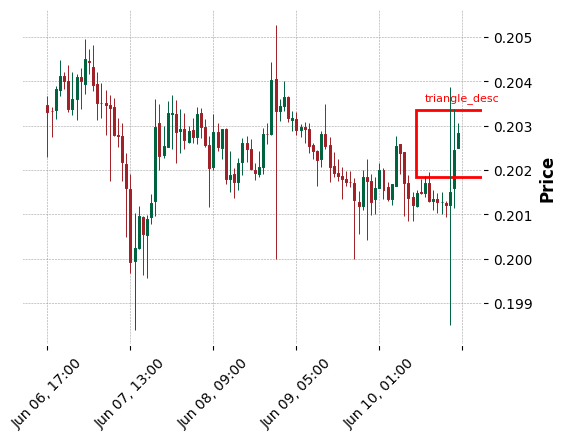 0.205
triangle_desc
0.204
0.203
0.202
0.201
0.200
0.199
Price
Jun 06, 17:00
Jun 07, 13:00
Jun 08, 09:00
Jun 09, 05:00
Jun 10, 01:00